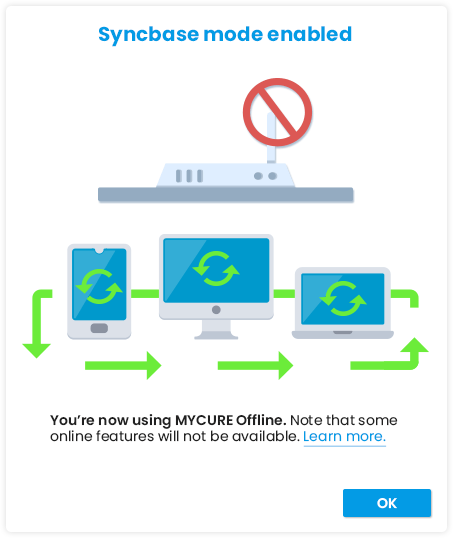 Syncbase mode enabled
You’re now using MYCURE Offline. Note that some
online features will not be available. Learn more.
OK